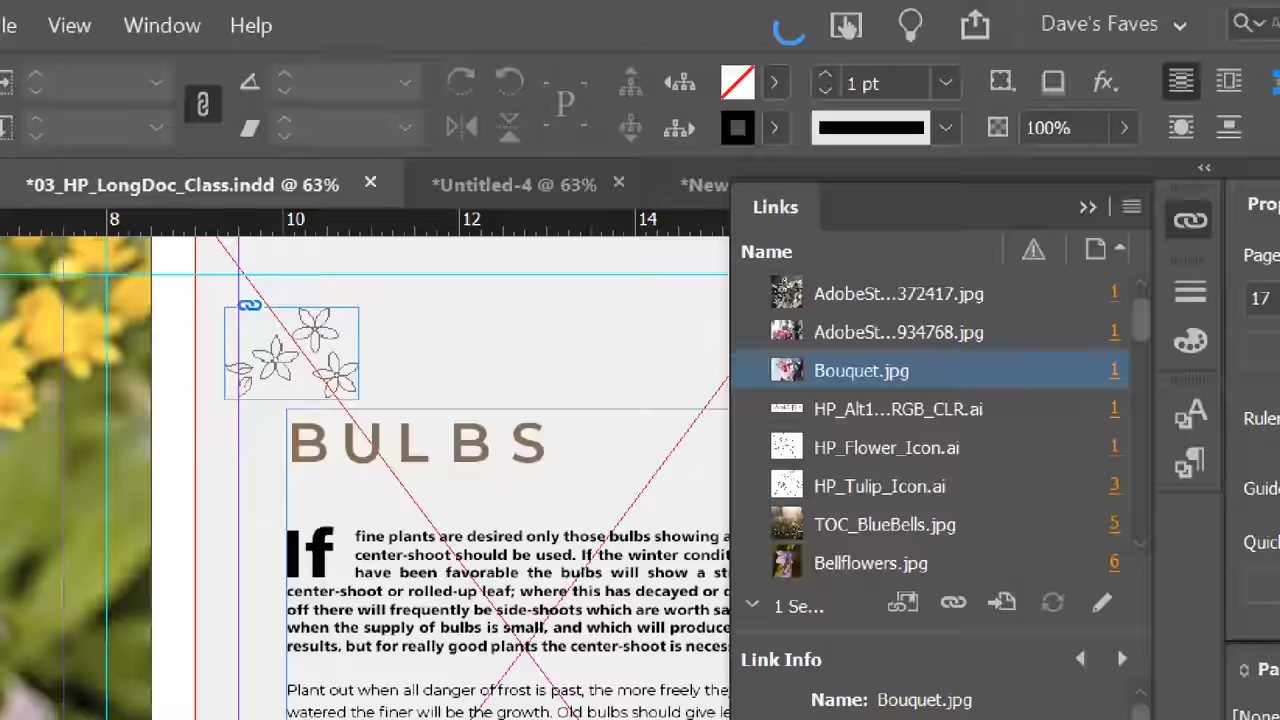 le View Window Help Dave's Faves
P 1 pt fx.
100%
*03_HP_LongDoc_Class.indd @ 63% × *Untitled-4 @ 63% × *New
8 10 12 14
BULBS
If fine plants are desired only those bulbs showing a
center-shoot should be used. If the winter condit
have been favorable the bulbs will show a st
center-shoot or rolled-up leaf; where this has decayed or d
off there will frequently be side-shoots which are worth sa
when the supply of bulbs is small, and which will produce
results, but for really good plants the center-shoot is neces
Plant out when all danger of frost is past, the more freely the
watered the finer will be the growth. Old bulbs should give le
Links
Name
AdobeSt...372417.jpg 1
AdobeSt...934768.jpg 1
Bouquet.jpg 1
HP_Alt1...RGB_CLR.ai 1
HP_Flower_Icon.ai 1
HP_Tulip_Icon.ai 3
TOC_BlueBells.jpg 5
Bellflowers.jpg 6
1 Se...
Link Info
Name: Bouquet.jpg
Prop
Page
17
Ruler
Guid
Quic
Pa
[None